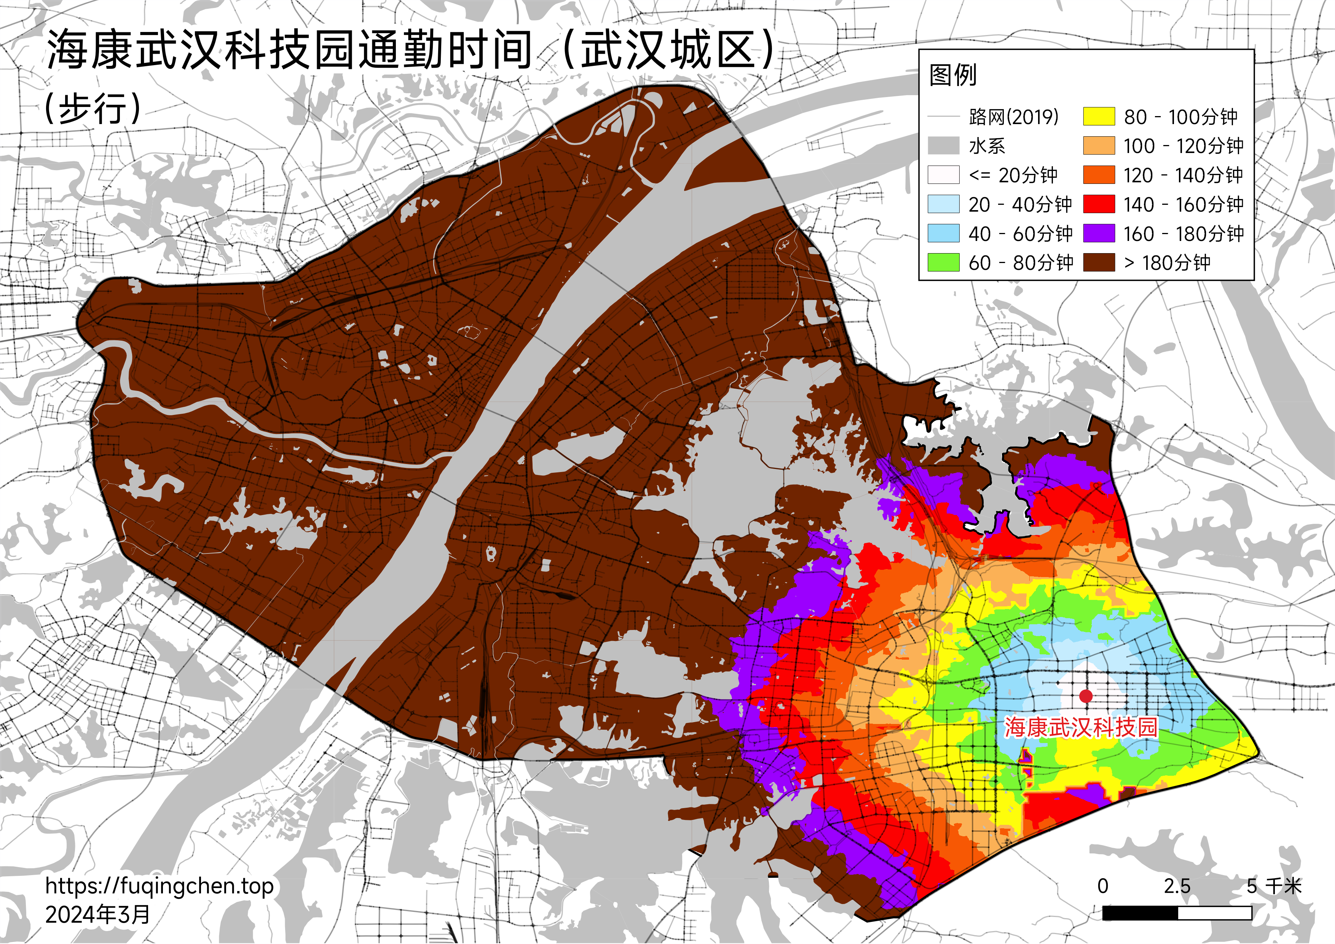 海康武汉科技园通勤时间（武汉城区）
(步行)
图例
路网(2019)
水系
<= 20分钟
20 - 40分钟
40 - 60分钟
60 - 80分钟
80 - 100分钟
100 - 120分钟
120 - 140分钟
140 - 160分钟
160 - 180分钟
> 180分钟
海康武汉科技园
https://fuqingchen.top
2024年3月
0 2.5 5 千米